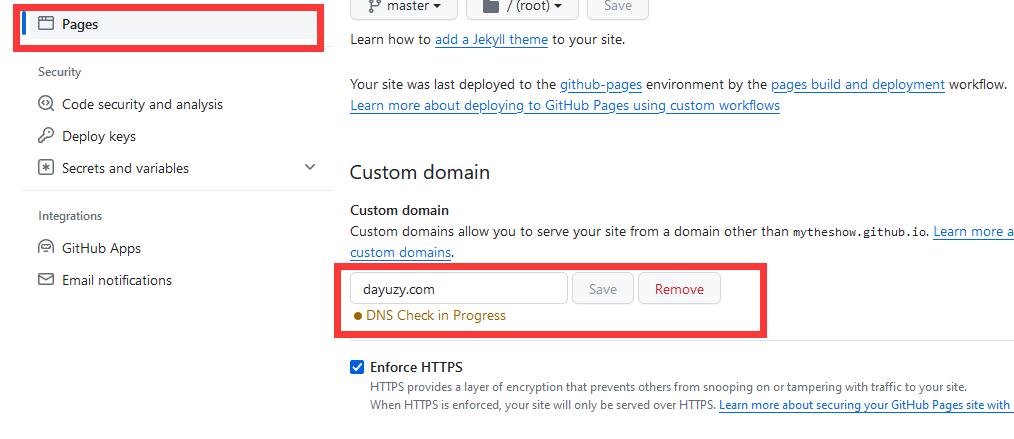 master
/ (root)
Save
Pages
Learn how to add a Jekyll theme to your site.
Security
Your site was last deployed to the github-pages environment by the pages build and deployment workflow.
Code security and analysis
Learn more about deploying to GitHub Pages using custom workflows
Deploy keys
Secrets and variables
Custom domain
Integrations
Custom domain
Custom domains allow you to serve your site from a domain other than mytheshow.github.io. Learn more a
GitHub Apps
custom domains.
Email notifications
dayuzy.com
Save
Remove
DNS Check in Progress
Enforce HTTPS
HTTPS provides a layer of encryption that prevents others from snooping on or tampering with traffic to your site.
When HTTPS is enforced, your site will only be served over HTTPS. Learn more about securing your GitHub Pages site with